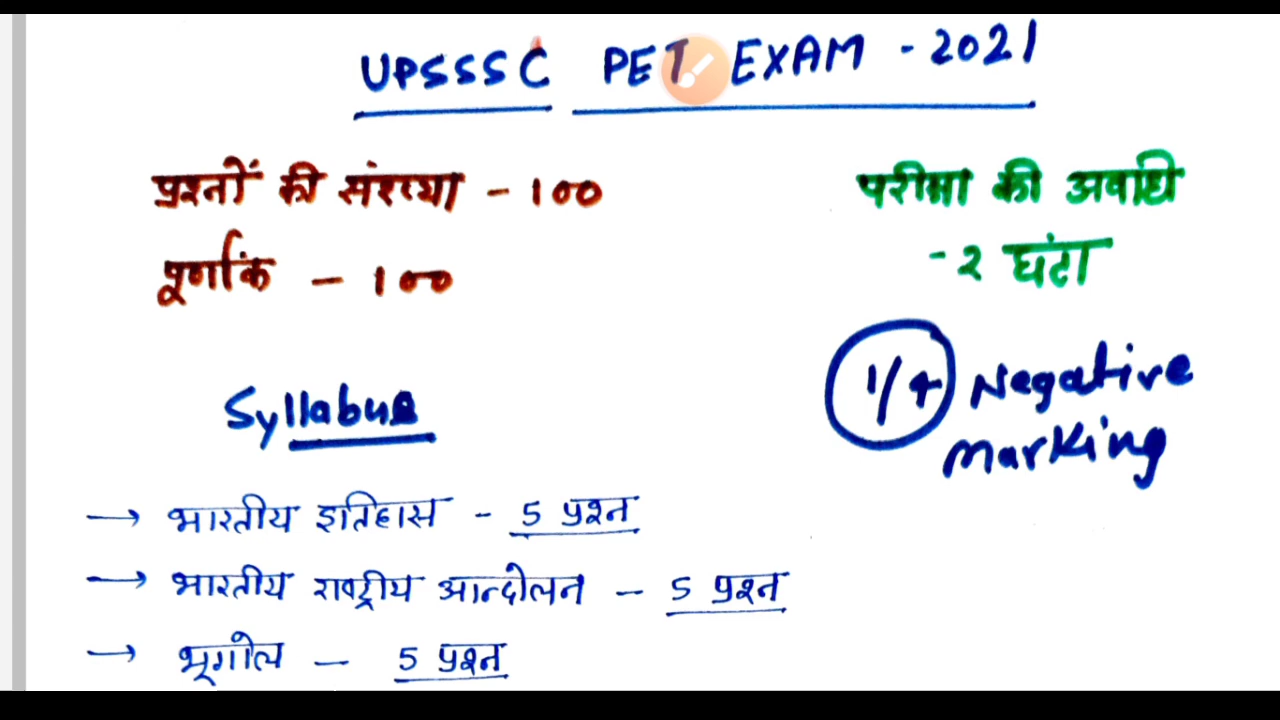 UPSSSC PET EXAM - 2021
प्रश्नों की संख्या - 100
परीक्षा की अवधि
- 2 घंटा
पूर्णांक - 100
1/4 Negative
marking
Syllabus
→ भारतीय इतिहास - 5 प्रश्न
→ भारतीय राष्ट्रीय आन्दोलन - 5 प्रश्न
→ भूगोल - 5 प्रश्न